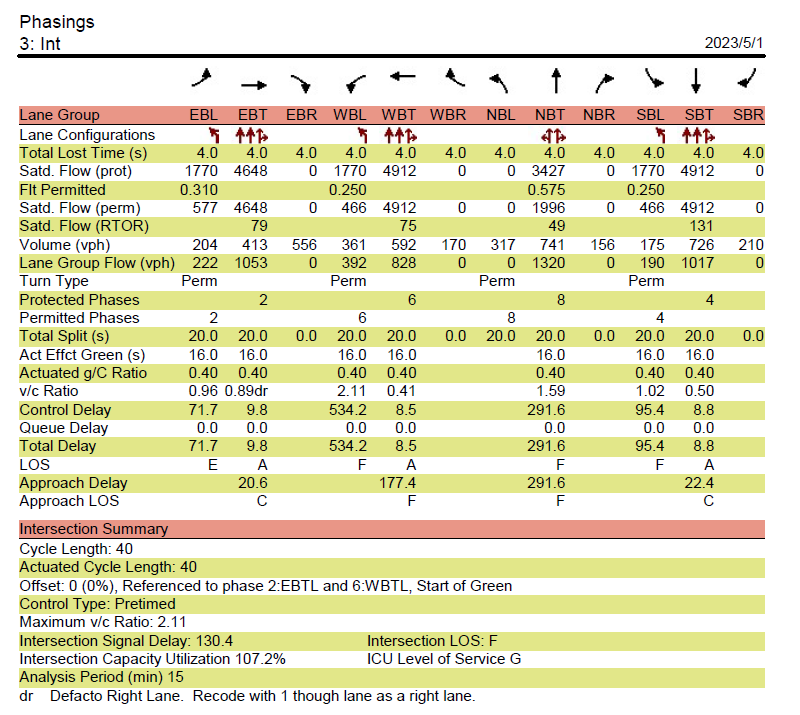 Phasings
3: Int 2023/5/1
Lane Group EBL EBT EBR WBL WBT WBR NBL NBT NBR SBL SBT SBR
Lane Configurations
Total Lost Time (s) 4.0 4.0 4.0 4.0 4.0 4.0 4.0 4.0 4.0 4.0 4.0 4.0
Satd. Flow (prot) 1770 4648 0 1770 4912 0 0 3427 0 1770 4912 0
Flt Permitted 0.310 0.250 0.575 0.250
Satd. Flow (perm) 577 4648 0 466 4912 0 0 1996 0 466 4912 0
Satd. Flow (RTOR) 79 75 49 131
Volume (vph) 204 413 556 361 592 170 317 741 156 175 726 210
Lane Group Flow (vph) 222 1053 0 392 828 0 0 1320 0 190 1017 0
Turn Type Perm Perm Perm Perm
Protected Phases 2 6 8 4
Permitted Phases 2 6 8 4
Total Split (s) 20.0 20.0 0.0 20.0 20.0 0.0 20.0 20.0 0.0 20.0 20.0 0.0
Act Effct Green (s) 16.0 16.0 16.0 16.0 16.0 16.0 16.0
Actuated g/C Ratio 0.40 0.40 0.40 0.40 0.40 0.40 0.40
v/c Ratio 0.96 0.89dr 2.11 0.41 1.59 1.02 0.50
Control Delay 71.7 9.8 534.2 8.5 291.6 95.4 8.8
Queue Delay 0.0 0.0 0.0 0.0 0.0 0.0 0.0
Total Delay 71.7 9.8 534.2 8.5 291.6 95.4 8.8
LOS E A F A F F A
Approach Delay 20.6 177.4 291.6 22.4
Approach LOS C F F C
Intersection Summary
Cycle Length: 40
Actuated Cycle Length: 40
Offset: 0 (0%), Referenced to phase 2:EBTL and 6:WBTL, Start of Green
Control Type: Pretimed
Maximum v/c Ratio: 2.11
Intersection Signal Delay: 130.4 Intersection LOS: F
Intersection Capacity Utilization 107.2% ICU Level of Service G
Analysis Period (min) 15
dr Defacto Right Lane. Recode with 1 though lane as a right lane.